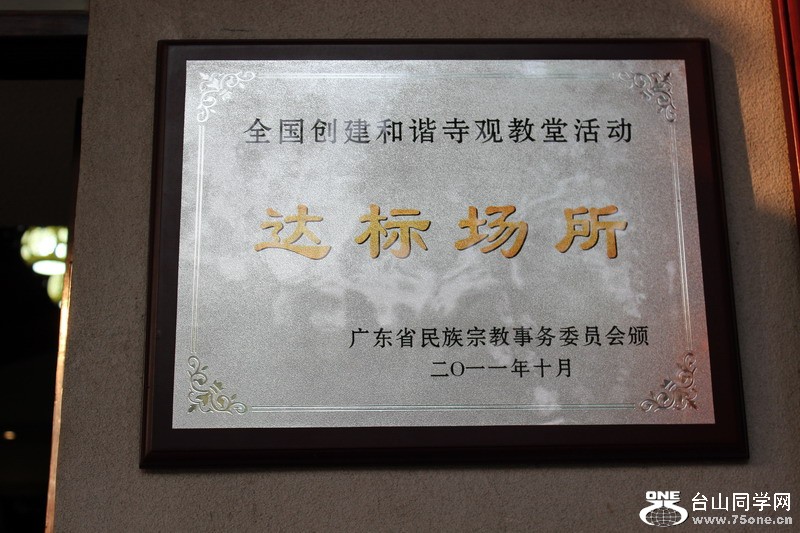 全国创建和谐寺观教堂活动
达标场所
广东省民族宗教事务委员会颁
二〇一一年十月
ONE 台山同学网
www.75one.cn